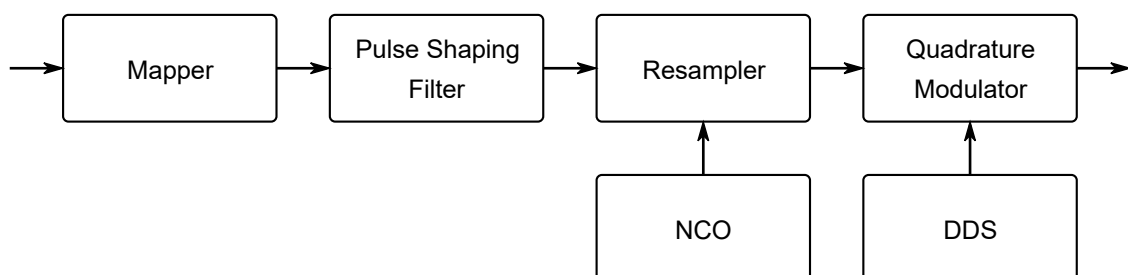 Mapper
Pulse Shaping
Filter
Resampler
Quadrature
Modulator
NCO
DDS